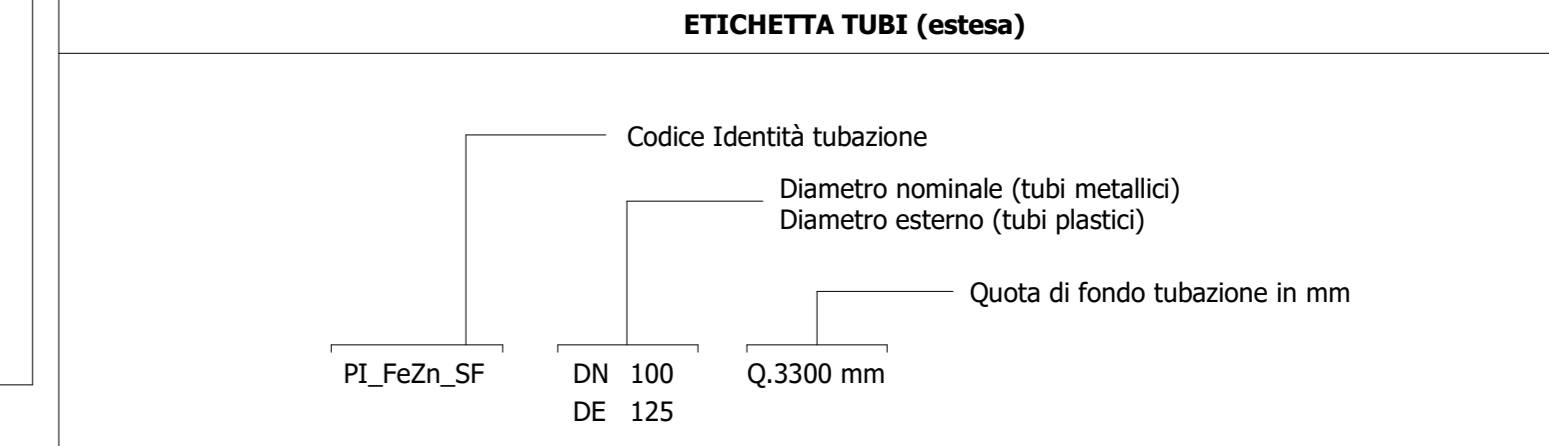 ETICHETTA TUBI (estesa)
Codice Identità tubazione
Diametro nominale (tubi metallici)
Diametro esterno (tubi plastici)
Quota di fondo tubazione in mm
PI_FeZn_SF DN 100 Q.3300 mm
DE 125